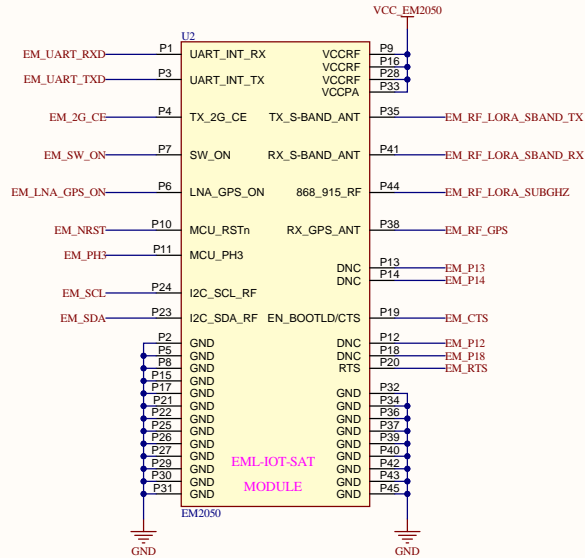 VCC_EM2050
U2
EM_UART_RXD P1 UART_INT_RX VCCRF P9
VCCRF P16
EM_UART_TXD P3 UART_INT_TX VCCRF P28
VCCPA P33
EM_2G_CE P4 TX_2G_CE TX_S-BAND_ANT P35 EM_RF_LORA_SBAND_TX
EM_SW_ON P7 SW_ON RX_S-BAND_ANT P41 EM_RF_LORA_SBAND_RX
EM_LNA_GPS_ON P6 LNA_GPS_ON 868_915_RF P44 EM_RF_LORA_SUBGHZ
EM_NRST P10 MCU_RSTn RX_GPS_ANT P38 EM_RF_GPS
EM_PH3 P11 MCU_PH3
DNC P13 EM_P13
DNC P14 EM_P14
EM_SCL P24 I2C_SCL_RF
EM_SDA P23 I2C_SDA_RF EN_BOOTLD/CTS P19 EM_CTS
P2 GND DNC P12 EM_P12
P5 GND DNC P18 EM_P18
P8 GND RTS P20 EM_RTS
P15 GND
P17 GND GND P32
P21 GND GND P34
P22 GND GND P36
P25 GND GND P37
P26 GND GND P39
P27 GND GND P40
P29 GND GND P42
P30 GND GND P43
P31 GND GND P45
EML-IOT-SAT
MODULE
EM2050
GND GND